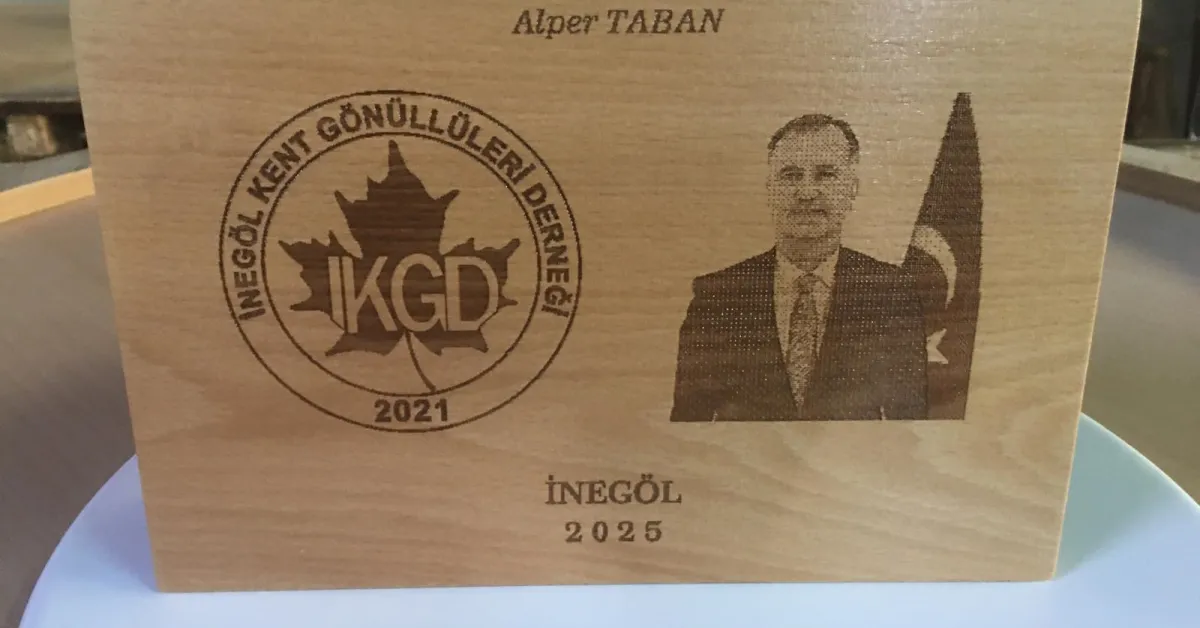 Alper TABAN
İNEGÖL KENT GÖNÜLLÜLERİ DERNEĞİ
IKGD
2021
İNEGÖL
2025